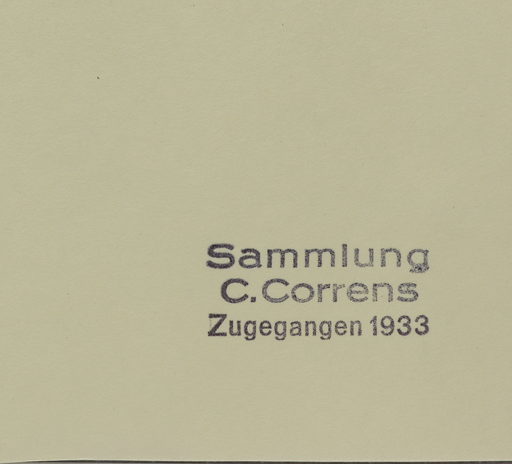 Sammlung
C. Correns
Zugegangen 1933